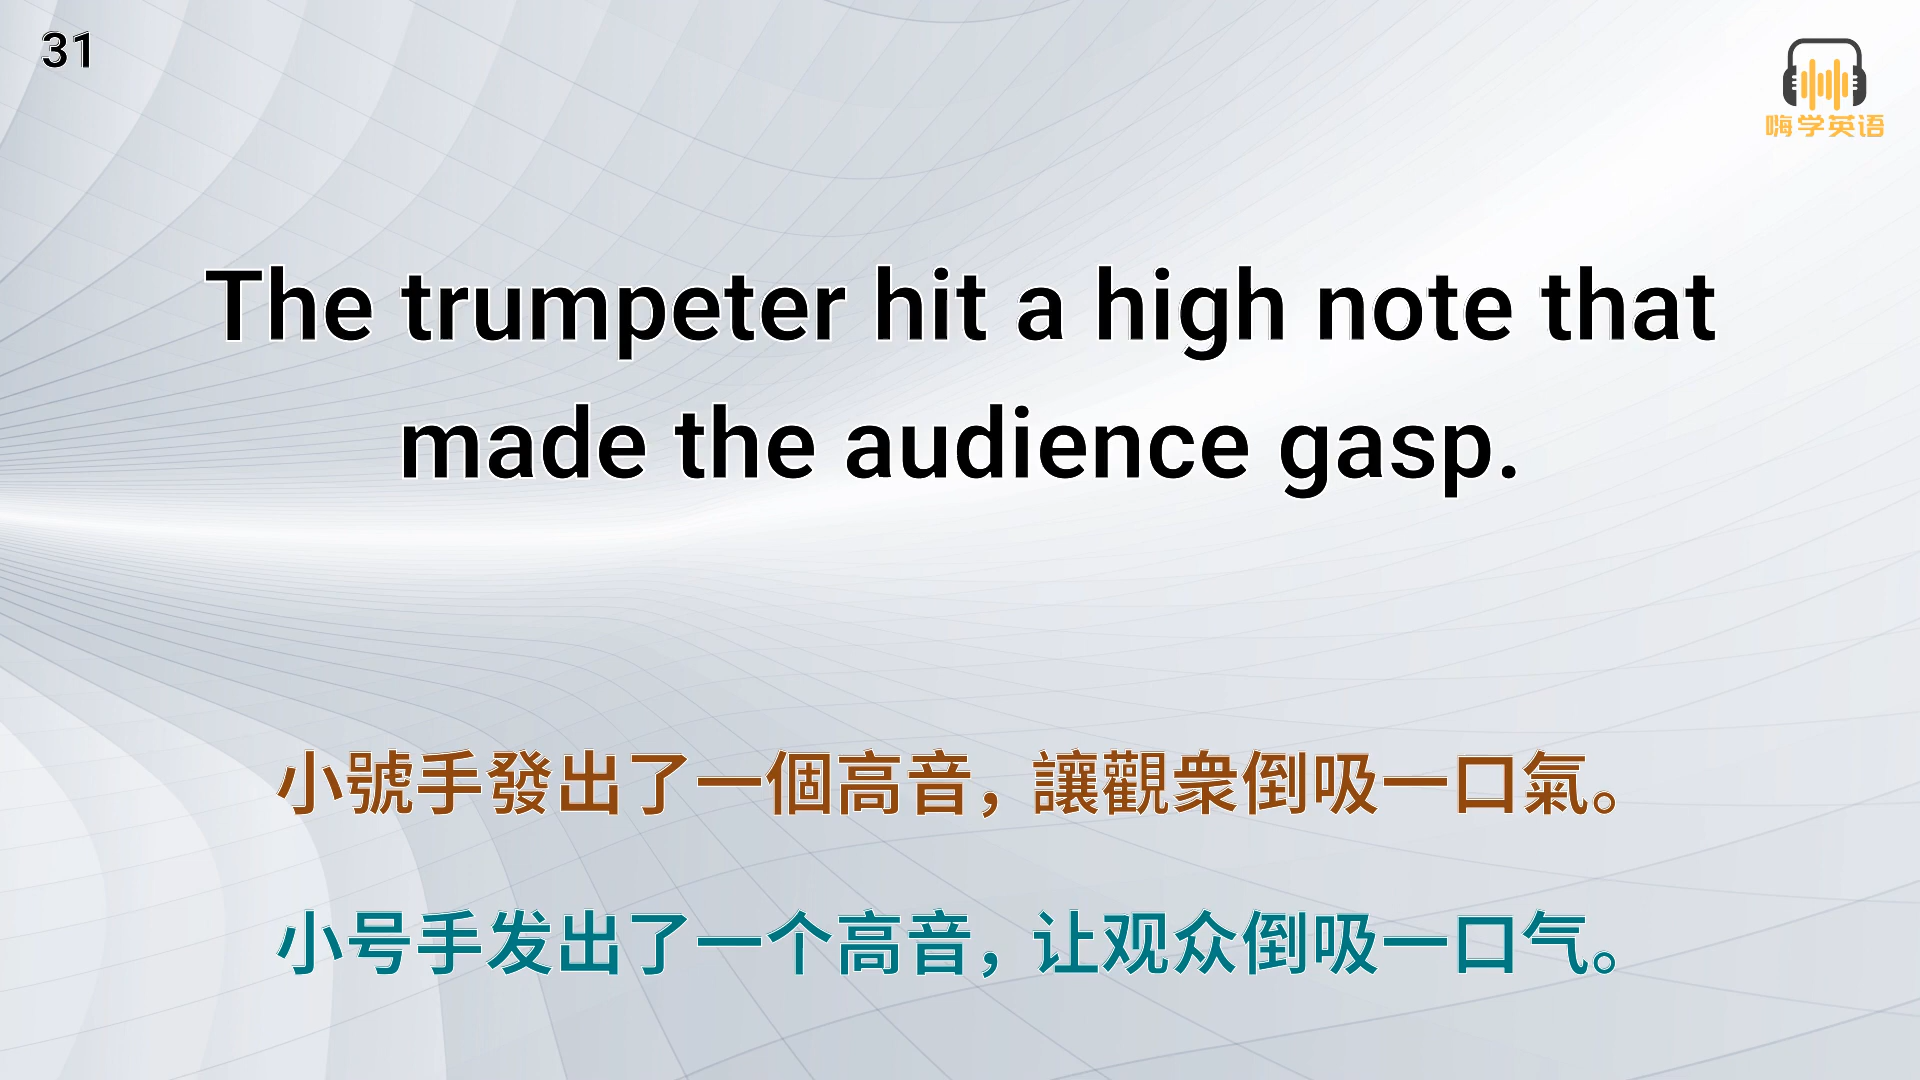 31
嗨学英语
The trumpeter hit a high note that
made the audience gasp.
小號手發出了一個高音，讓觀衆倒吸一口氣。
小号手发出了一个高音，让观众倒吸一口气。